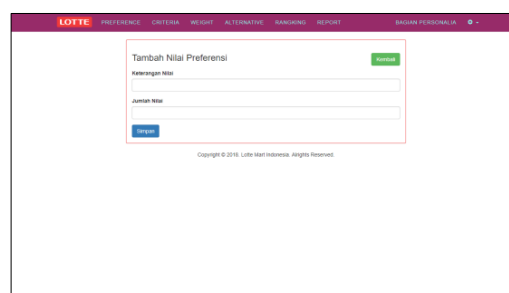 LOTTE PREFERENCE CRITERIA WEIGHT ALTERNATIVE RANGKING REPORT BAGIAN PERSONALIA
Tambah Nilai Preferensi Kembali
Keterangan Nilai
Jumlah Nilai
Simpan
Copyright © 2018. Lotte Mart Indonesia. Allrights Reserved